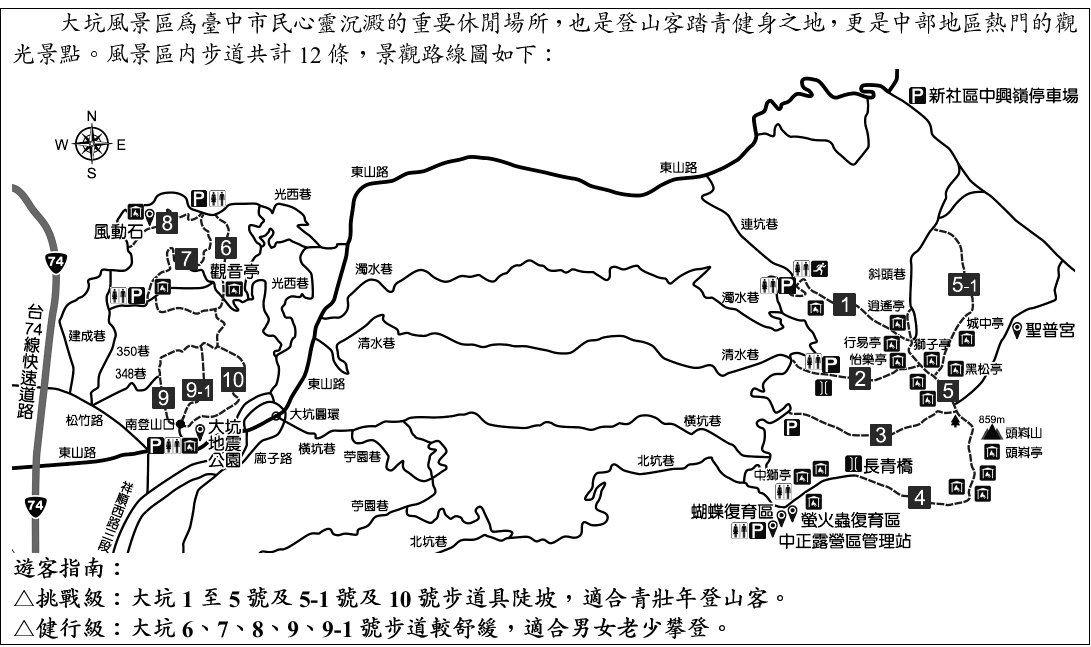 大坑風景區為臺中市民心靈沉澱的重要休閒場所，也是登山客踏青健身之地，更是中部地區熱門的觀
光景點。風景區內步道共計 12 條，景觀路線圖如下：
N
W E
S
P 新社區中興嶺停車場
東山路
東山路
光西巷
P
風動石
8
6
7
觀音亭
光西巷
P
74
台74線快速道路
建成巷
350巷
348巷
9
9-1
10
松竹路
南登山口
東山路
P
大坑
地震
公園
74
祥順西路三段
廍子路
大坑圓環
東山路
橫坑巷
苧園巷
苧園巷
北坑巷
濁水巷
清水巷
連坑巷
濁水巷
P
1
斜頭巷
逍遙亭
5-1
行易亭
獅子亭
城中亭
聖普宮
清水巷
P
怡樂亭
2
黑松亭
5
橫坑巷
P
3
859m
頭嵙山
頭嵙亭
北坑巷
中獅亭
長青橋
4
蝴蝶復育區
P
螢火蟲復育區
中正露營區管理站
遊客指南：
△挑戰級：大坑 1 至 5 號及 5-1 號及 10 號步道具陡坡，適合青壯年登山客。
△健行級：大坑 6、7、8、9、9-1 號步道較舒緩，適合男女老少攀登。